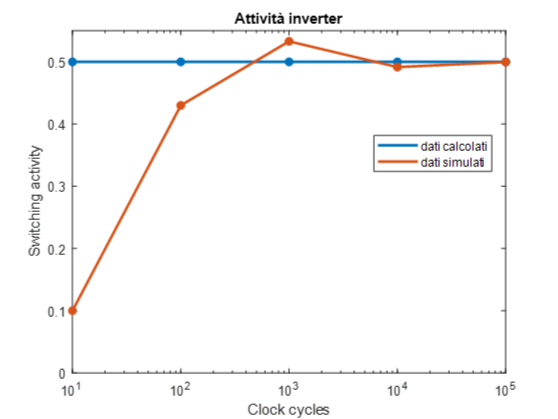 Attività inverter
0.5
0.4
0.3
0.2
0.1
0
Switching activity
dati calcolati
dati simulati
10^1 10^2 10^3 10^4 10^5
Clock cycles